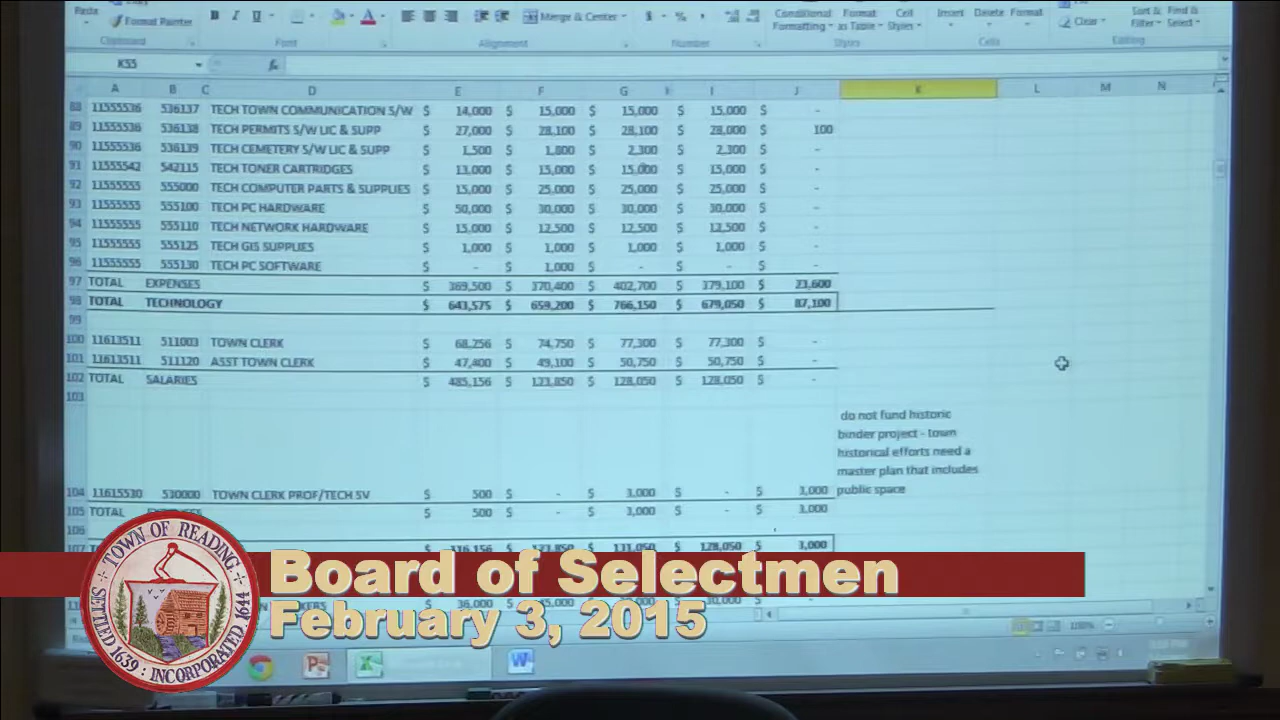 Paste
Format Painter
B I U
Merge & Center
$ % ,
Conditional Format Cell
Formatting as Table Styles
Insert Delete Format
Clear
Sort & Find &
Filter Select
Clipboard Font Alignment Number Styles Cells Editing
K55 fx
A B C D E F G H I J K L M N
88 11555536 536137 TECH TOWN COMMUNICATION S/W $ 14,000 $ 15,000 $ 15,000 $ 15,000 $ -
89 11555536 536138 TECH PERMITS S/W LIC & SUPP $ 27,000 $ 28,100 $ 28,100 $ 28,000 $ 100
90 11555536 536139 TECH CEMETERY S/W LIC & SUPP $ 1,500 $ 1,800 $ 2,300 $ 2,300 $ -
91 11555542 542115 TECH TONER CARTRIDGES $ 13,000 $ 15,000 $ 15,000 $ 15,000 $ -
92 11555555 555000 TECH COMPUTER PARTS & SUPPLIES $ 15,000 $ 25,000 $ 25,000 $ 25,000 $ -
93 11555555 555100 TECH PC HARDWARE $ 50,000 $ 30,000 $ 30,000 $ 30,000 $ -
94 11555555 555110 TECH NETWORK HARDWARE $ 15,000 $ 12,500 $ 12,500 $ 12,500 $ -
95 11555555 555125 TECH GIS SUPPLIES $ 1,000 $ 1,000 $ 1,000 $ 1,000 $ -
96 11555555 555130 TECH PC SOFTWARE $ - $ 1,000 $ - $ - $ -
97 TOTAL EXPENSES $ 369,500 $ 370,400 $ 402,700 $ 379,100 $ 23,600
98 TOTAL TECHNOLOGY $ 643,575 $ 659,200 $ 766,150 $ 679,050 $ 87,100
99
100 11613511 511003 TOWN CLERK $ 68,256 $ 74,750 $ 77,300 $ 77,300 $ -
101 11613511 511120 ASST TOWN CLERK $ 47,400 $ 49,100 $ 50,750 $ 50,750 $ -
102 TOTAL SALARIES $ 485,156 $ 123,850 $ 128,050 $ 128,050 $ -
103
do not fund historic
binder project - town
historical efforts need a
master plan that includes
public space
104 11615530 530000 TOWN CLERK PROF/TECH SV $ 500 $ - $ 3,000 $ - $ 3,000
105 TOTAL $ 500 $ - $ 3,000 $ - $ 3,000
106
107 $ 116,156 $ 123,850 $ 131,050 $ 128,050 $ 3,000
36,000
100%
TOWN OF READING
SETTLED 1639 : INCORPORATED 1644
Board of Selectmen
February 3, 2015